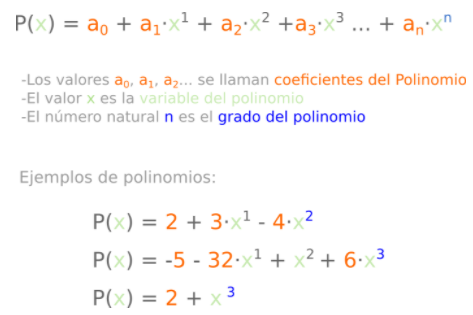 P(x) = a₀ + a₁·x¹ + a₂·x² +a₃·x³ ... + aₙ·xⁿ
-Los valores a₀, a₁, a₂... se llaman coeficientes del Polinomio
-El valor x es la variable del polinomio
-El número natural n es el grado del polinomio
Ejemplos de polinomios:
P(x) = 2 + 3·x¹ - 4·x²
P(x) = -5 - 32·x¹ + x² + 6·x³
P(x) = 2 + x³